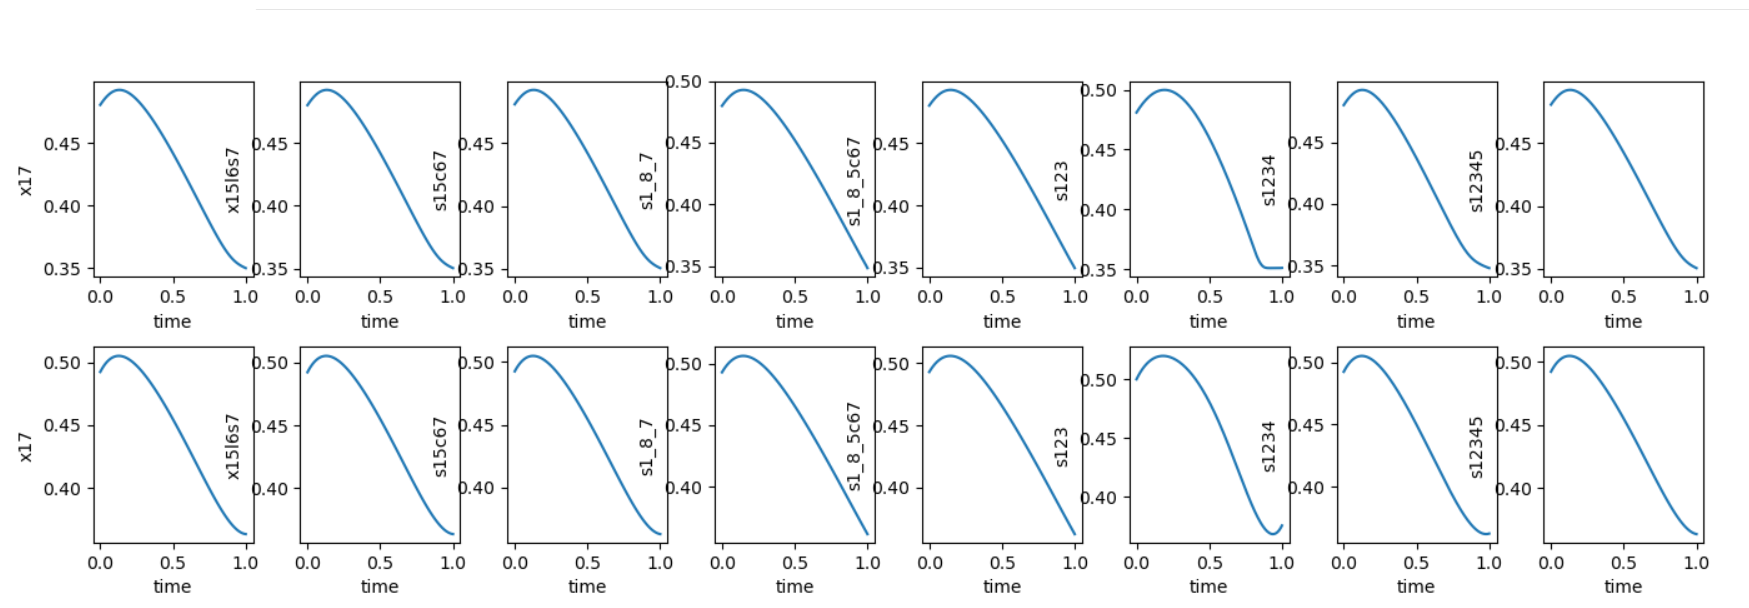 0.50
0.45 0.45 0.45 0.45 0.50 0.45 0.45
0.45
x17 x15l6s7 s15c67 s1_8_7 s1_8_5c67 s123 s1234 s12345
0.40 0.40 0.40 0.40 0.40 0.40 0.40 0.40
0.35 0.35 0.35 0.35 0.35 0.35 0.35 0.35
0.0 0.5 1.0 0.0 0.5 1.0 0.0 0.5 1.0 0.0 0.5 1.0 0.0 0.5 1.0 0.0 0.5 1.0 0.0 0.5 1.0 0.0 0.5 1.0
time time time time time time time time
0.50 0.50 0.50 0.50 0.50 0.50 0.50 0.50
0.45 0.45 0.45 0.45 0.45 0.45 0.45 0.45
x17 x15l6s7 s15c67 s1_8_7 s1_8_5c67 s123 s1234 s12345
0.40 0.40 0.40 0.40 0.40 0.40 0.40 0.40
0.0 0.5 1.0 0.0 0.5 1.0 0.0 0.5 1.0 0.0 0.5 1.0 0.0 0.5 1.0 0.0 0.5 1.0 0.0 0.5 1.0 0.0 0.5 1.0
time time time time time time time time